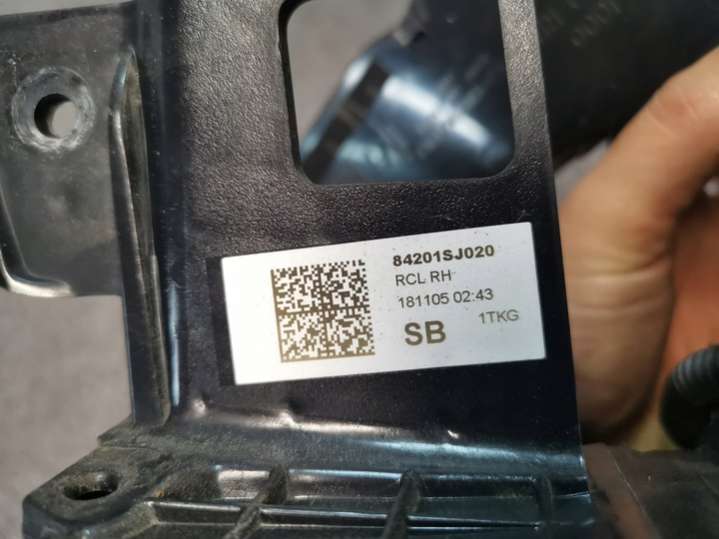 84201SJ020
RCL RH
181105 02:43
SB 1TKG